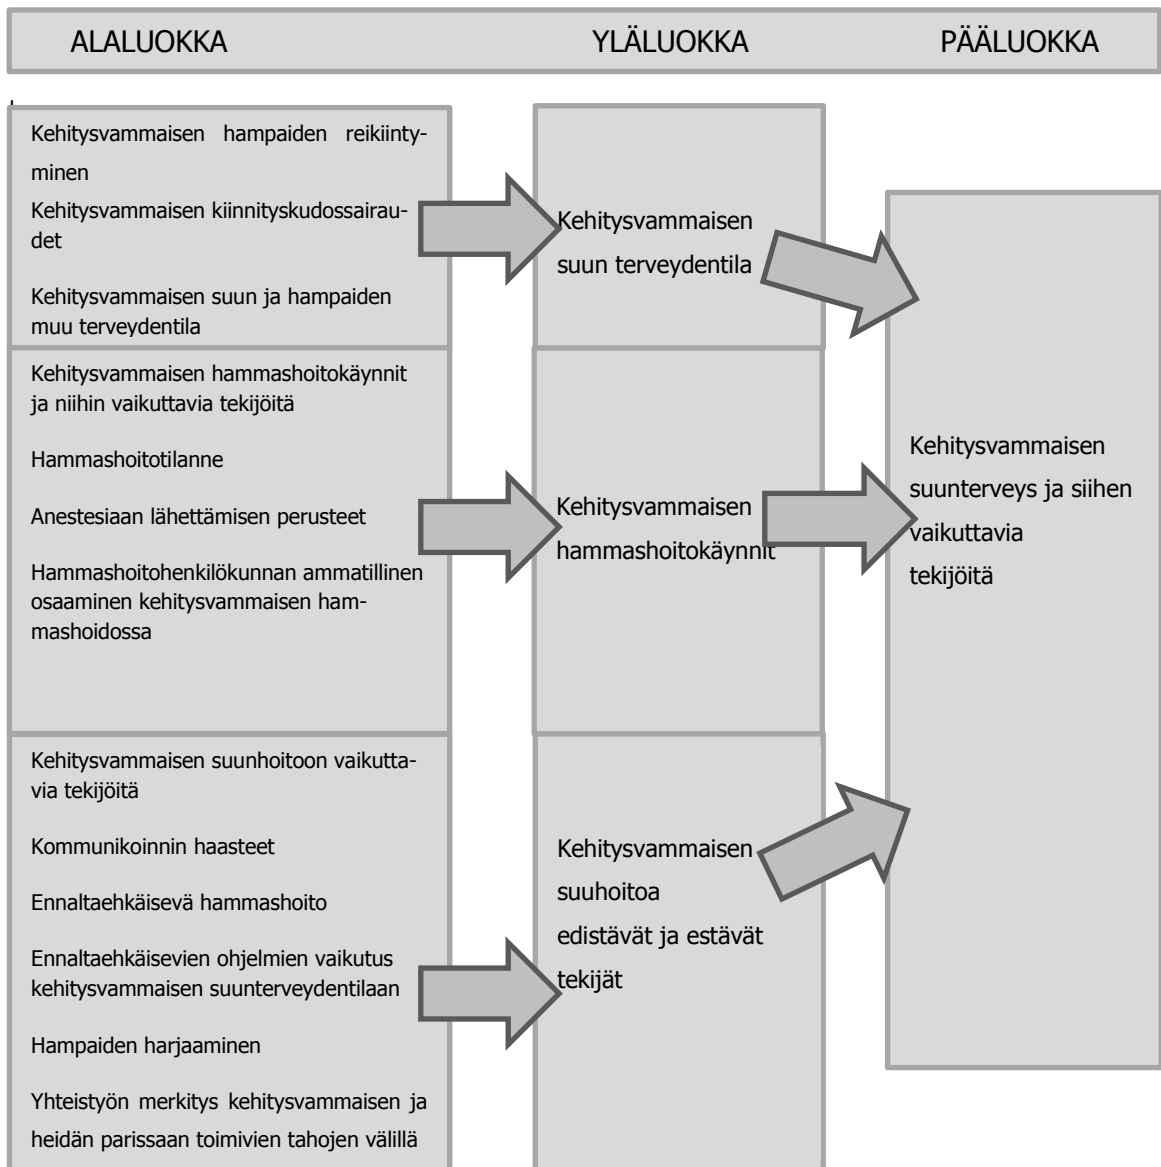 ALALUOKKA YLÄLUOKKA PÄÄLUOKKA
Kehitysvammaisen hampaiden reikiinty-
minen
Kehitysvammaisen kiinnityskudossairau-
det
Kehitysvammaisen suun ja hampaiden
muu terveydentila
Kehitysvammaisen
suun terveydentila
Kehitysvammaisen hammashoitokäynnit
ja niihin vaikuttavia tekijöitä
Hammashoitotilanne
Anestesiaan lähettämisen perusteet
Hammashoitohenkilökunnan ammatillinen
osaaminen kehitysvammaisen ham-
mashoidossa
Kehitysvammaisen
hammashoitokäynnit
Kehitysvammaisen suunhoitoon vaikutta-
via tekijöitä
Kommunikoinnin haasteet
Ennaltaehkäisevä hammashoito
Ennaltaehkäisevien ohjelmien vaikutus
kehitysvammaisen suunterveydentilaan
Hampaiden harjaaminen
Yhteistyön merkitys kehitysvammaisen ja
heidän parissaan toimivien tahojen välillä
Kehitysvammaisen
suuhoitoa
edistävät ja estävät
tekijät
Kehitysvammaisen
suunterveys ja siihen
vaikuttavia
tekijöitä